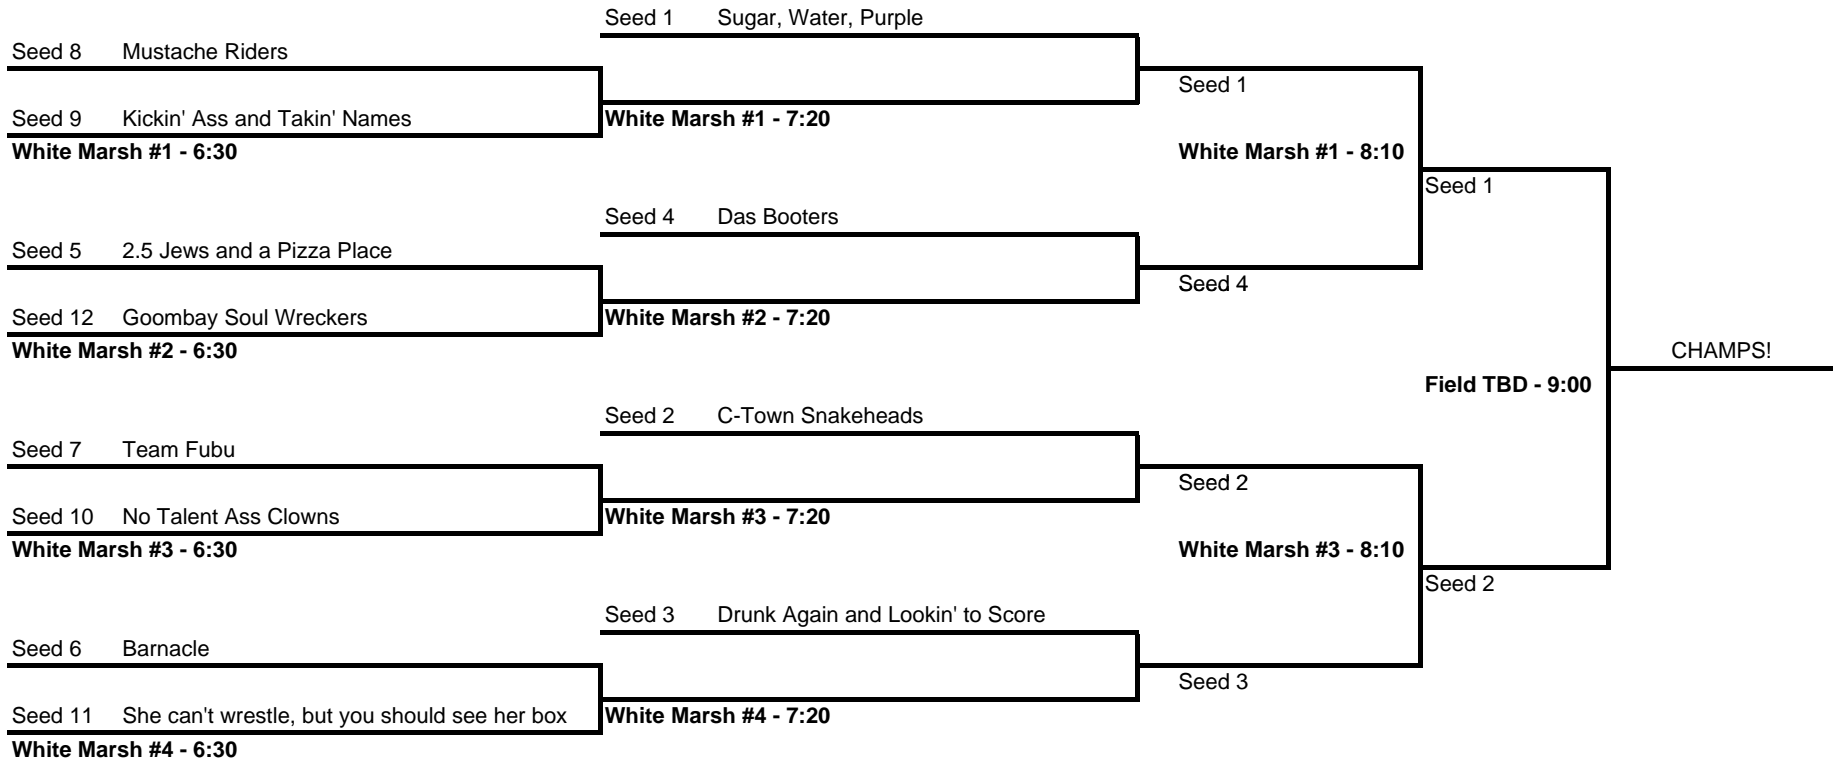 Seed 1 Sugar, Water, Purple
Seed 8 Mustache Riders
Seed 1
Seed 9 Kickin' Ass and Takin' Names
White Marsh #1 - 7:20
White Marsh #1 - 6:30
White Marsh #1 - 8:10
Seed 1
Seed 4 Das Booters
Seed 5 2.5 Jews and a Pizza Place
Seed 4
Seed 12 Goombay Soul Wreckers
White Marsh #2 - 7:20
White Marsh #2 - 6:30
CHAMPS!
Field TBD - 9:00
Seed 2 C-Town Snakeheads
Seed 7 Team Fubu
Seed 2
Seed 10 No Talent Ass Clowns
White Marsh #3 - 7:20
White Marsh #3 - 6:30
White Marsh #3 - 8:10
Seed 2
Seed 3 Drunk Again and Lookin' to Score
Seed 6 Barnacle
Seed 3
Seed 11 She can't wrestle, but you should see her box
White Marsh #4 - 7:20
White Marsh #4 - 6:30